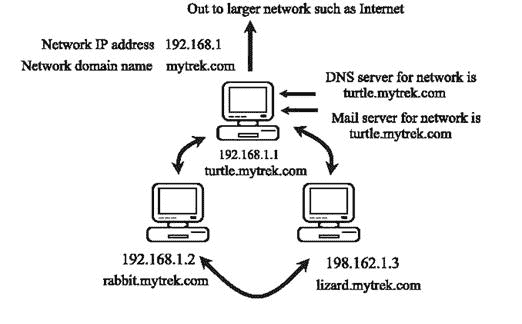 Out to larger network such as Internet
Network IP address 192.168.1
Network domain name mytrek.com
DNS server for network is
turtle.mytrek.com
Mail server for network is
turtle.mytrek.com
192.168.1.1
turtle.mytrek.com
192.168.1.2
rabbit.mytrek.com
198.162.1.3
lizard.mytrek.com